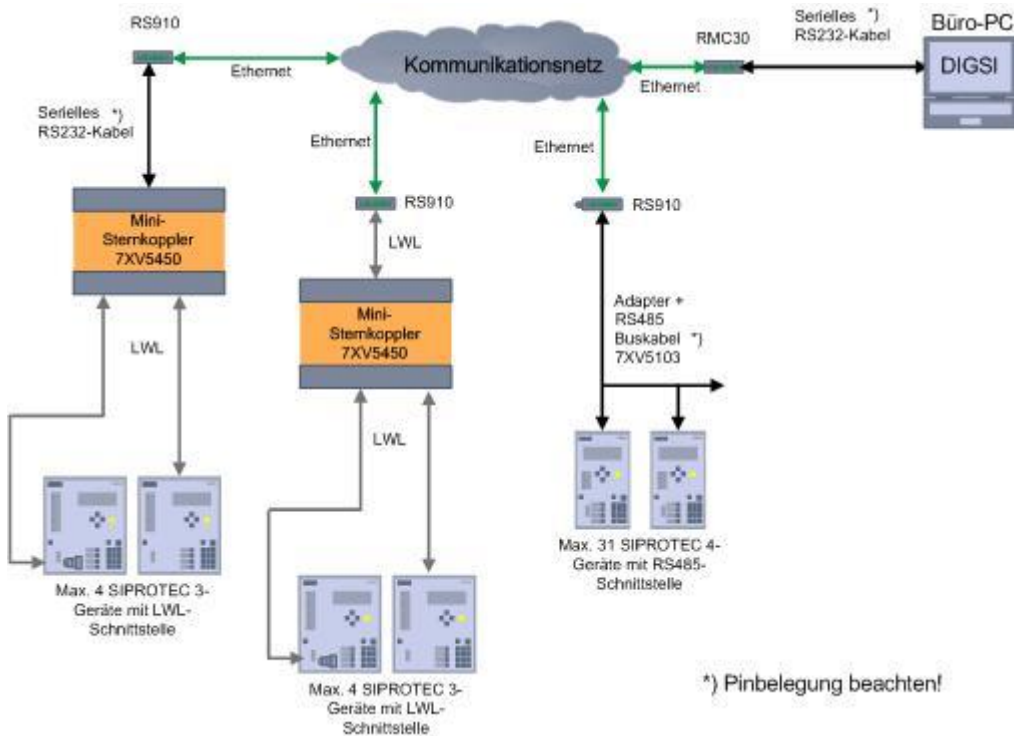 RS910
Ethernet
Kommunikationsnetz
Ethernet
RMC30
Serielles *)
RS232-Kabel
Büro-PC
DIGSI
Serielles *)
RS232-Kabel
Ethernet
Ethernet
Mini-
Sternkoppler
7XV5450
RS910
LWL
RS910
Mini-
Sternkoppler
7XV5450
Adapter +
RS485
Buskabel *)
7XV5103
LWL
LWL
Max. 4 SIPROTEC 3-
Geräte mit LWL-
Schnittstelle
Max. 4 SIPROTEC 3-
Geräte mit LWL-
Schnittstelle
Max. 31 SIPROTEC 4-
Geräte mit RS485-
Schnittstelle
*) Pinbelegung beachten!